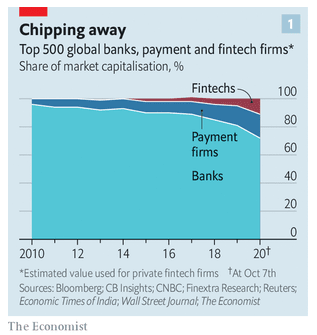 1
Chipping away
Top 500 global banks, payment and fintech firms*
Share of market capitalisation, %
Fintechs
Payment
firms
Banks
100
80
60
40
20
0
2010 12 14 16 18 20†
*Estimated value used for private fintech firms †At Oct 7th
Sources: Bloomberg; CB Insights; CNBC; Finextra Research; Reuters;
Economic Times of India; Wall Street Journal; The Economist
The Economist